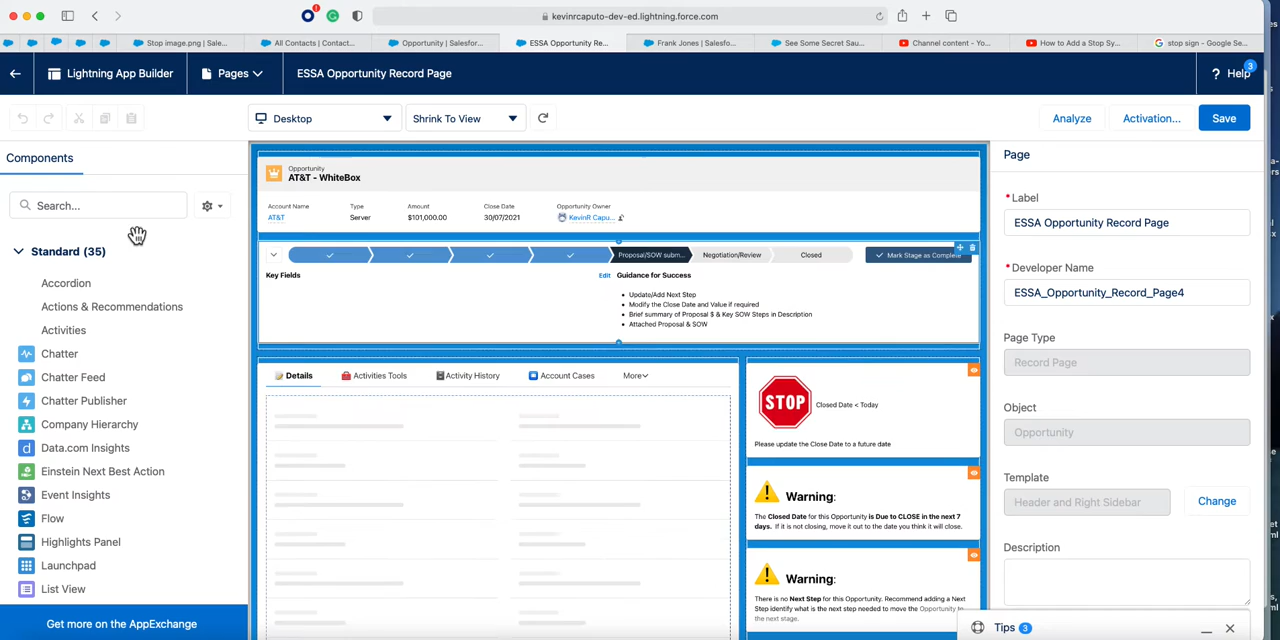 kevinrcaputo-dev-ed.lightning.force.com
Stop image.png | Sale...
All Contacts | Contact...
Opportunity | Salesfor...
ESSA Opportunity Re...
Frank Jones | Salesfo...
See Some Secret Sau...
Channel content - Yo...
How to Add a Stop Sy...
stop sign - Google Se...
Lightning App Builder
Pages
ESSA Opportunity Record Page
? Help
3
Desktop
Shrink To View
Analyze
Activation...
Save
Components
Search...
Standard (35)
Accordion
Actions & Recommendations
Activities
Chatter
Chatter Feed
Chatter Publisher
Company Hierarchy
Data.com Insights
Einstein Next Best Action
Event Insights
Flow
Highlights Panel
Launchpad
List View
Get more on the AppExchange
Opportunity
AT&T - WhiteBox
Account Name
Type
Amount
Close Date
Opportunity Owner
AT&T
Server
$101,000.00
30/07/2021
KevinR Capu...
Proposal/SOW subm...
Negotiation/Review
Closed
Mark Stage as Complete
Key Fields
Edit
Guidance for Success
• Update/Add Next Step
• Modify the Close Date and Value if required
• Brief summary of Proposal $ & Key SOW Steps in Description
• Attached Proposal & SOW
Details
Activities Tools
Activity History
Account Cases
More
STOP
Closed Date < Today
Please update the Close Date to a future date
Warning:
The Closed Date for this Opportunity is Due to CLOSE in the next 7
days. If it is not closing, move it out to the date you think it will close.
Warning:
There is no Next Step for this Opportunity. Recommend adding a Next
Step identify what is the next step needed to move the Opportunity to
the next stage.
Page
* Label
ESSA Opportunity Record Page
* Developer Name
ESSA_Opportunity_Record_Page4
Page Type
Record Page
Object
Opportunity
Template
Header and Right Sidebar
Change
Description
Tips 3